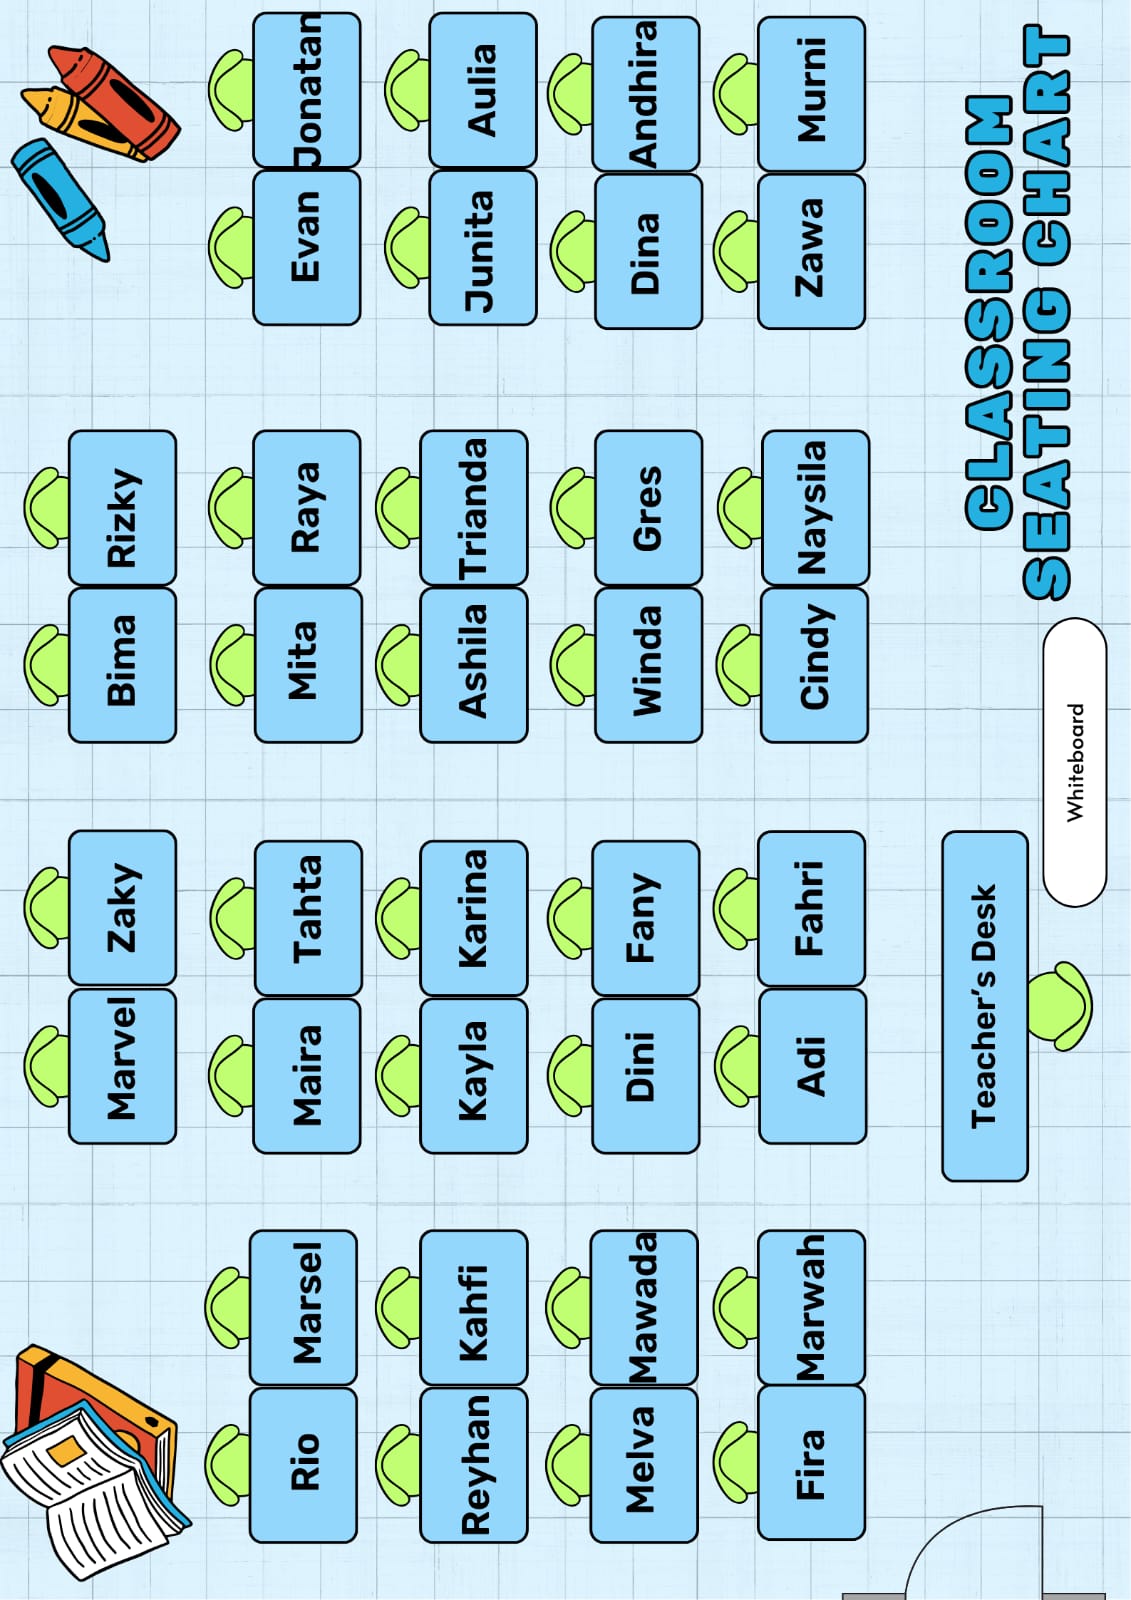 Marvel
Zaky
Bima
Rizky
Rio
Marsel
Maira
Tahta
Mita
Raya
Evan
Jonatan
Reyhan
Kahfi
Kayla
Karina
Ashila
Trianda
Junita
Aulia
Melva
Mawada
Dini
Fany
Winda
Gres
Dina
Andhira
Fira
Marwah
Adi
Fahri
Cindy
Naysila
Zawa
Murni
Teacher's Desk
Whiteboard
CLASSROOM
SEATING CHART